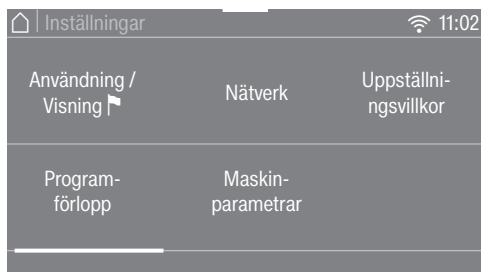 Inställningar 11:02
Användning /
Visning
Nätverk
Uppställni-
ngsvillkor
Program-
förlopp
Maskin-
parametrar